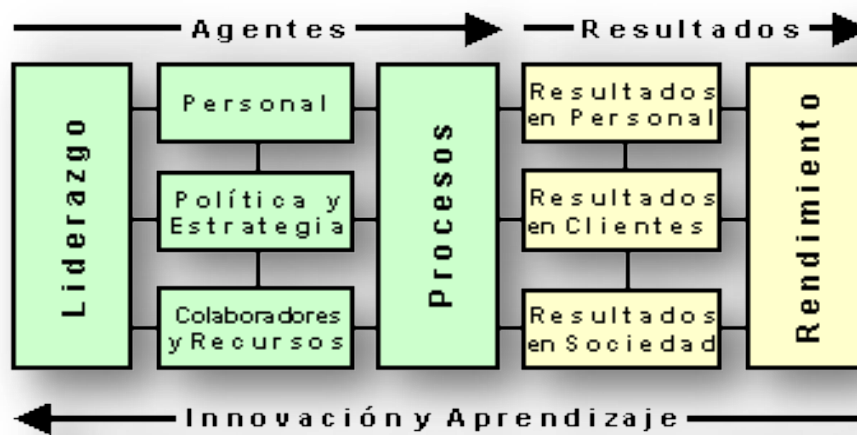 Agentes
Resultados
Liderazgo
Personal
Política y
Estrategia
Colaboradores
y Recursos
Procesos
Resultados
en Personal
Resultados
en Clientes
Resultados
en Sociedad
Rendimiento
Innovación y Aprendizaje